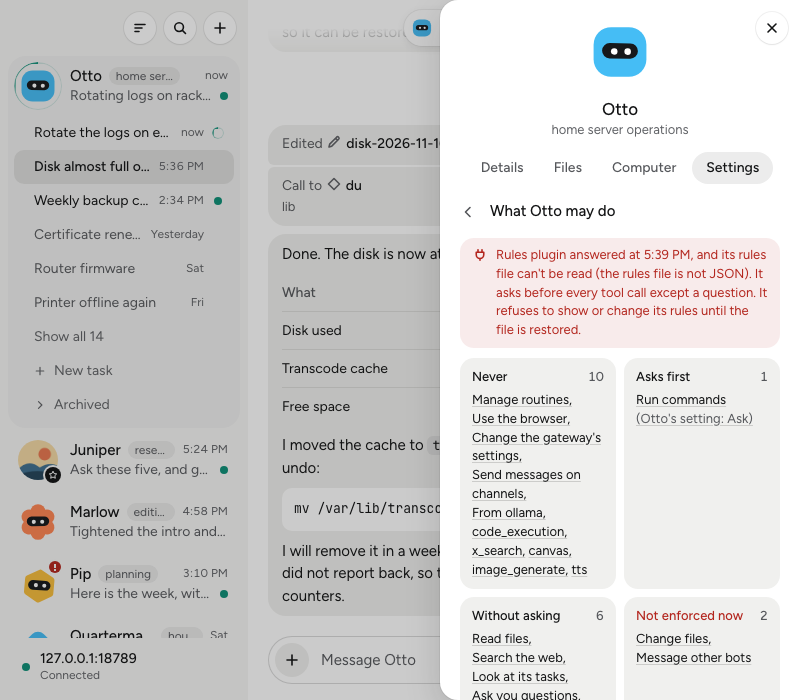 Otto home ser... now
Rotating logs on rack...
Rotate the logs on e... now
Disk almost full o... 5:36 PM
Weekly backup c... 2:34 PM
Certificate rene... Yesterday
Router firmware Sat
Printer offline again Fri
Show all 14
+ New task
> Archived
Juniper rese... 5:24 PM
Ask these five, and g...
Marlow editi... 4:58 PM
Tightened the intro and...
Pip planning 3:10 PM
Here is the week, wit...
Quarterma hou Sat
127.0.0.1:18789
Connected
so it can be restor
Edited disk-2026-11-1
Call to du
lib
Done. The disk is now at
What
Disk used
Transcode cache
Free space
I moved the cache to t
undo:
mv /var/lib/transco
I will remove it in a week
did not report back, so t
counters.
Message Otto
Otto
home server operations
Details Files Computer Settings
What Otto may do
Rules plugin answered at 5:39 PM, and its rules
file can't be read (the rules file is not JSON). It
asks before every tool call except a question. It
refuses to show or change its rules until the
file is restored.
Never 10
Manage routines,
Use the browser,
Change the gateway's
settings,
Send messages on
channels,
From ollama,
code_execution,
x_search, canvas,
image_generate, tts
Asks first 1
Run commands
(Otto's setting: Ask)
Without asking 6
Read files,
Search the web,
Look at its tasks,
Ask you questions,
Not enforced now 2
Change files,
Message other bots